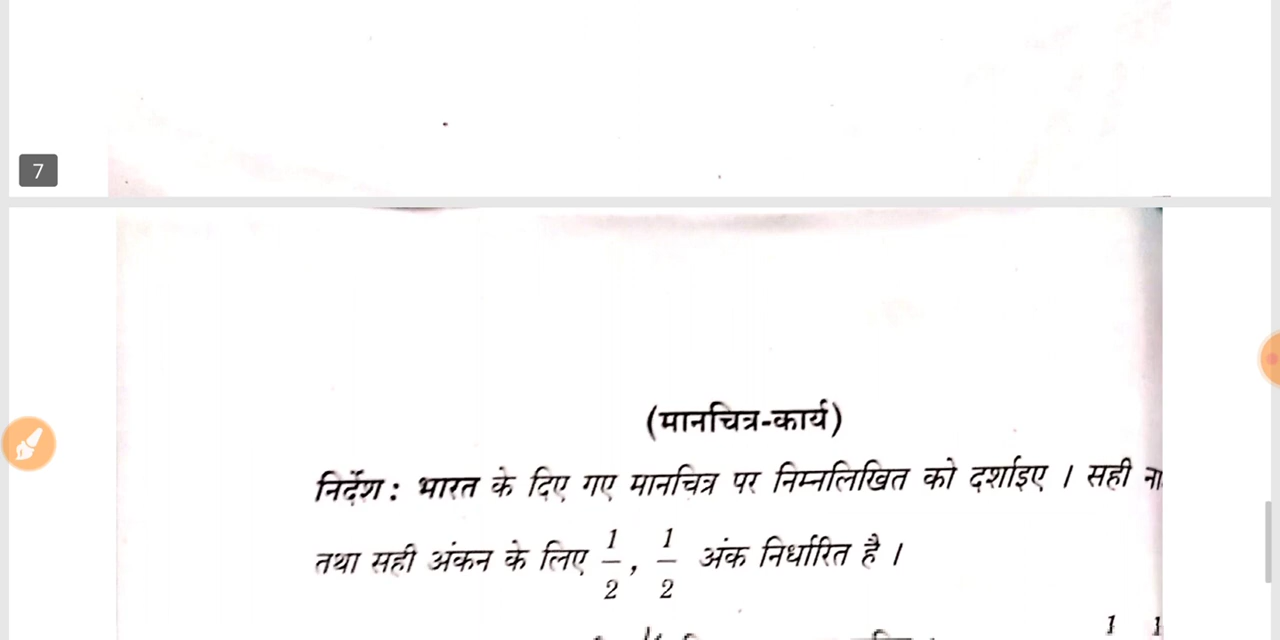 7
(मानचित्र-कार्य)
निर्देश : भारत के दिए गए मानचित्र पर निम्नलिखित को दर्शाइए । सही
तथा सही अंकन के लिए 1/2, 1/2 अंक निर्धारित है ।
1 1